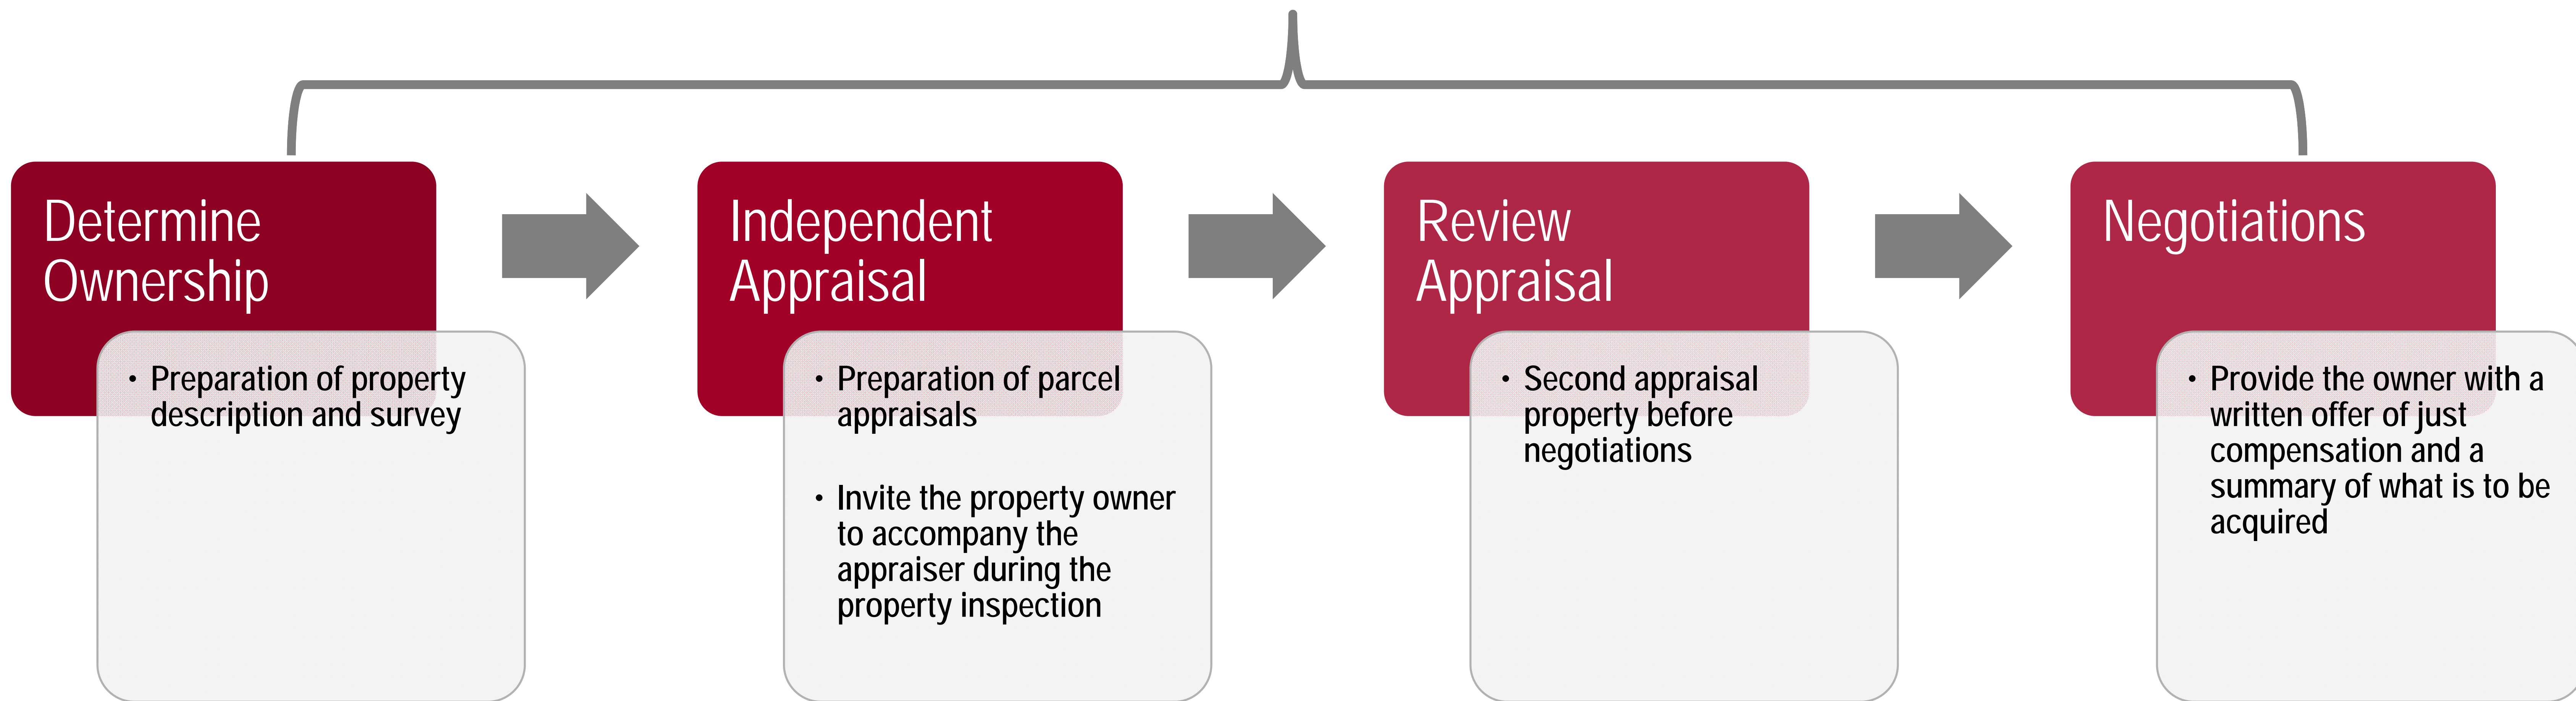 Determine
Ownership
• Preparation of property
description and survey
Independent
Appraisal
• Preparation of parcel
appraisals
• Invite the property owner
to accompany the
appraiser during the
property inspection
Review
Appraisal
• Second appraisal
property before
negotiations
Negotiations
• Provide the owner with a
written offer of just
compensation and a
summary of what is to be
acquired